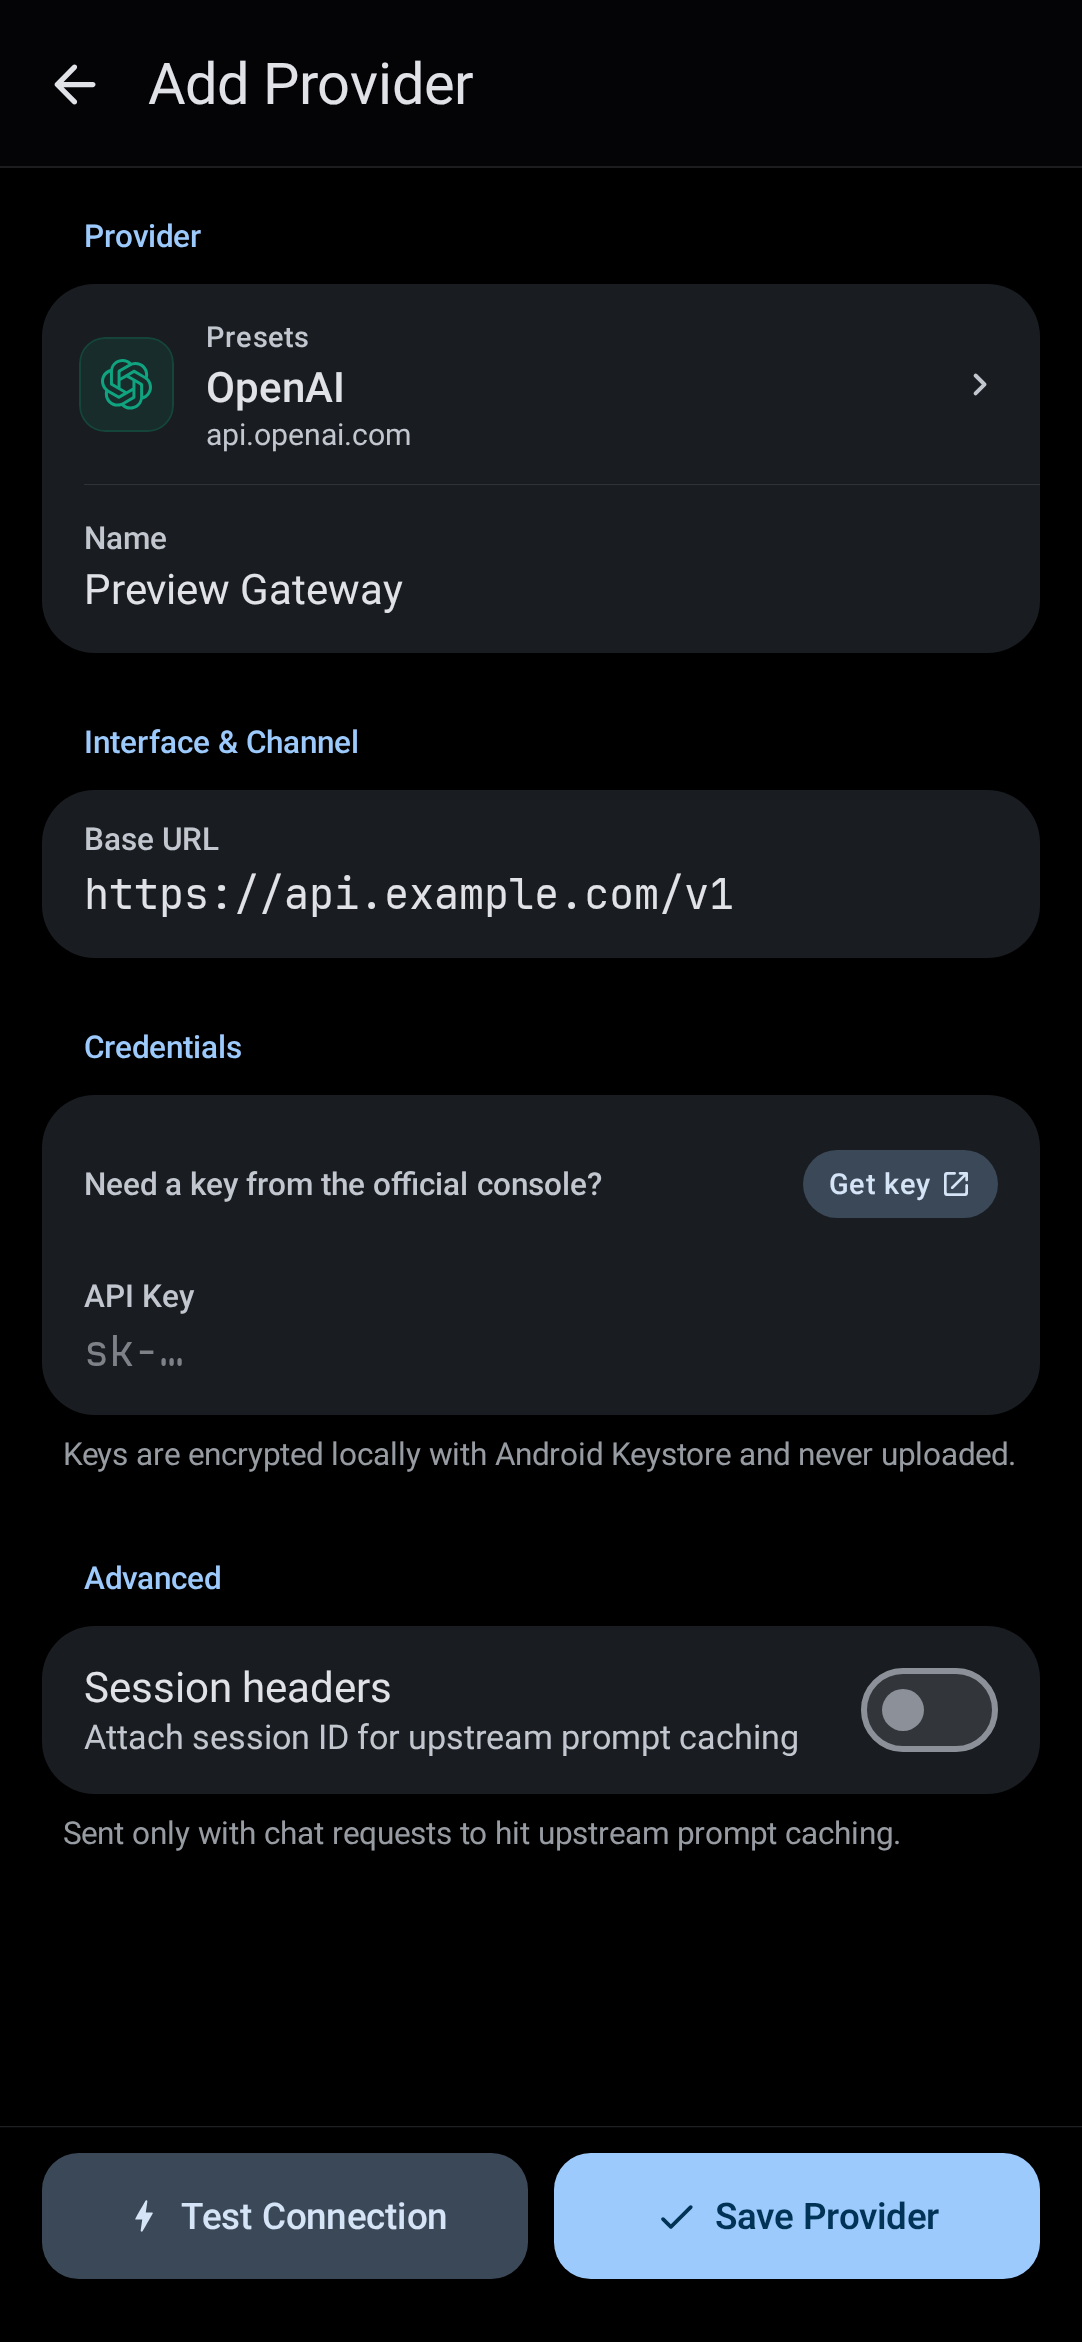 Add Provider
Provider
Presets
OpenAI
api.openai.com
Name
Preview Gateway
Interface & Channel
Base URL
https://api.example.com/v1
Credentials
Need a key from the official console?
Get key
API Key
sk-…
Keys are encrypted locally with Android Keystore and never uploaded.
Advanced
Session headers
Attach session ID for upstream prompt caching
Sent only with chat requests to hit upstream prompt caching.
Test Connection
Save Provider